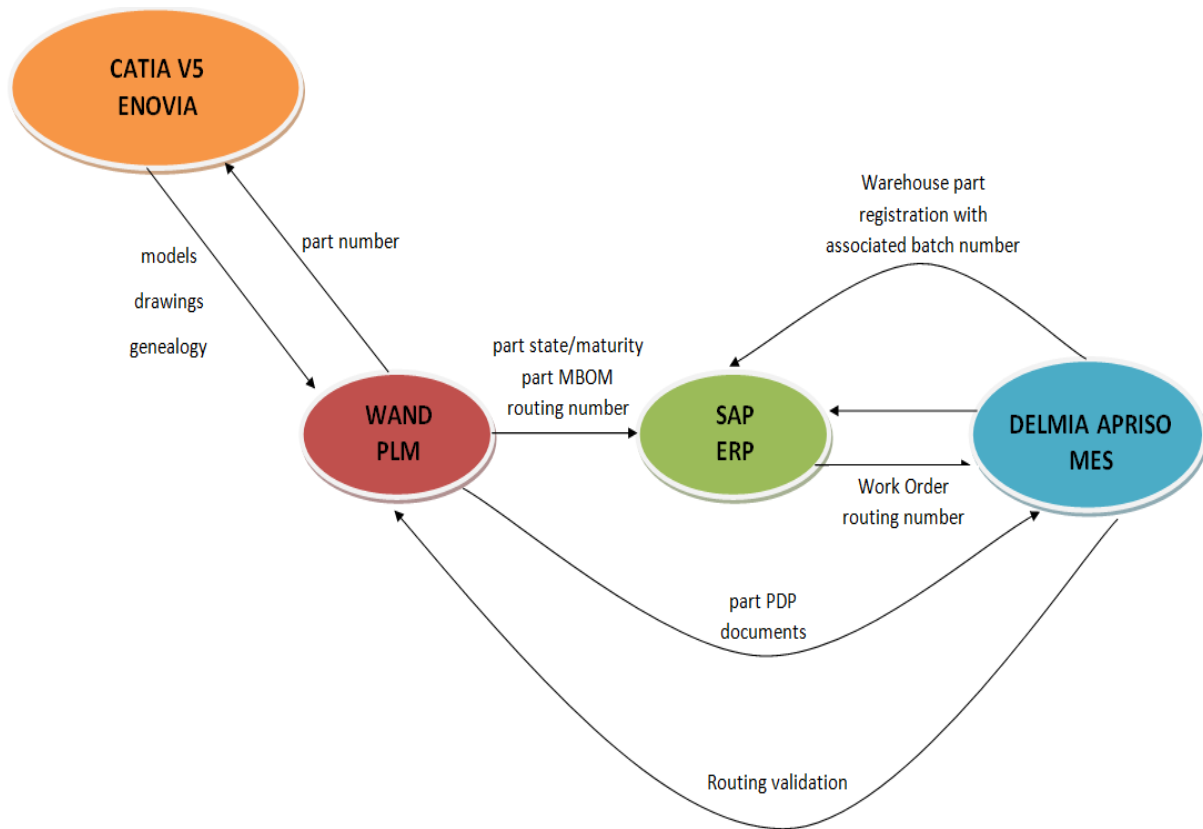 CATIA V5
ENOVIA
Warehouse part
registration with
associated batch number
part number
models
drawings
genealogy
part state/maturity
part MBOM
routing number
WAND
PLM
SAP
ERP
DELMIA APRISO
MES
Work Order
routing number
part PDP
documents
Routing validation